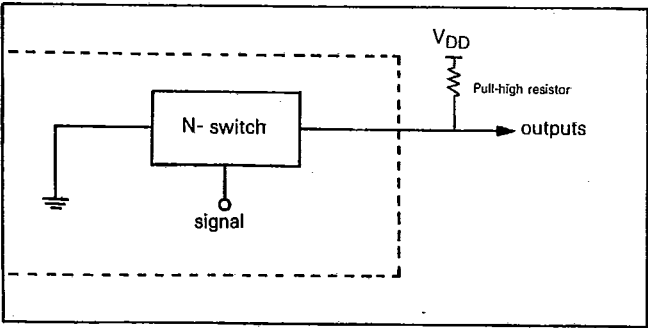 VDD
Pull-high resistor
N- switch
outputs
signal